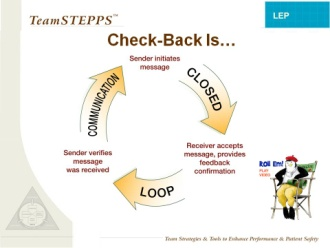 TeamSTEPPS™
LEP
Check-Back Is…
Sender initiates
message
CLOSED
Receiver accepts
message, provides
feedback
confirmation
LOOP
Sender verifies
message
was received
COMMUNICATION
Roll Em!
PLAY
VIDEO
Team Strategies & Tools to Enhance Performance & Patient Safety